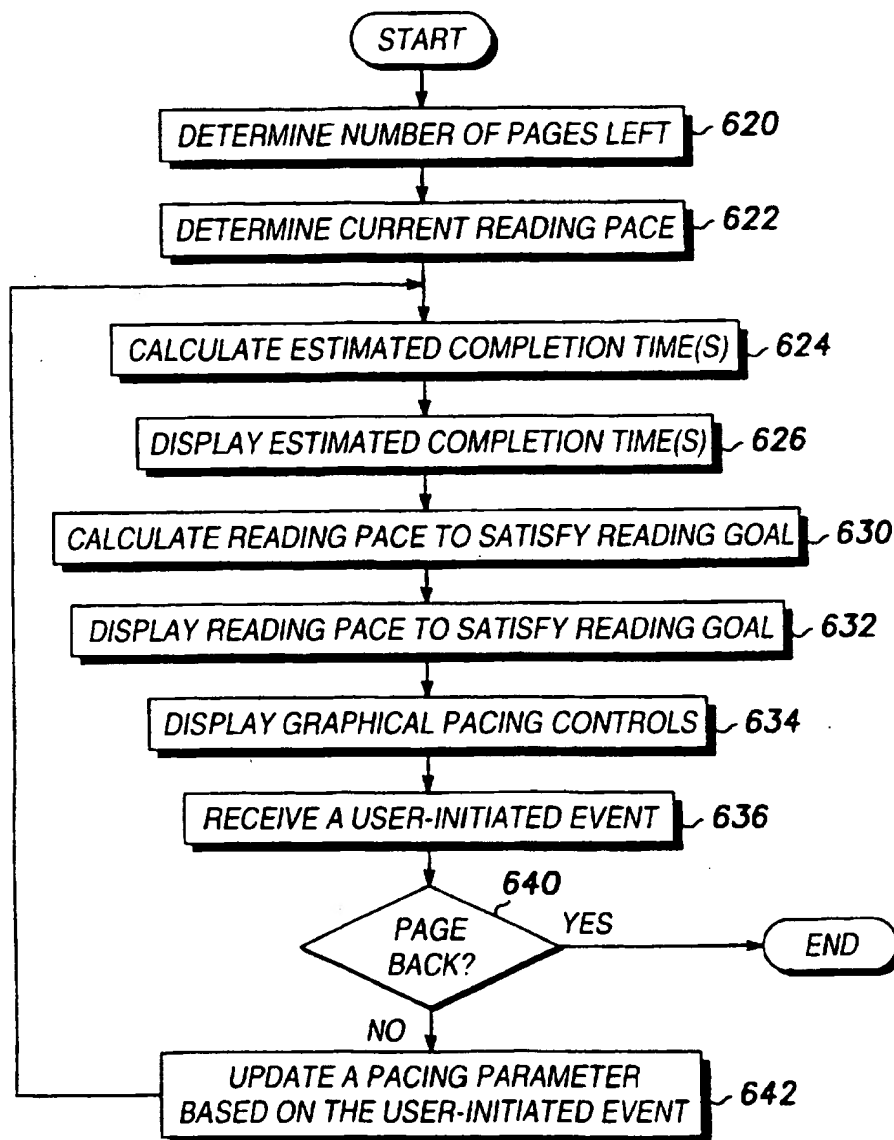 START
DETERMINE NUMBER OF PAGES LEFT 620
DETERMINE CURRENT READING PACE 622
CALCULATE ESTIMATED COMPLETION TIME(S) 624
DISPLAY ESTIMATED COMPLETION TIME(S) 626
CALCULATE READING PACE TO SATISFY READING GOAL 630
DISPLAY READING PACE TO SATISFY READING GOAL 632
DISPLAY GRAPHICAL PACING CONTROLS 634
RECEIVE A USER-INITIATED EVENT 636
640
PAGE
BACK?
YES
END
NO
UPDATE A PACING PARAMETER
BASED ON THE USER-INITIATED EVENT 642